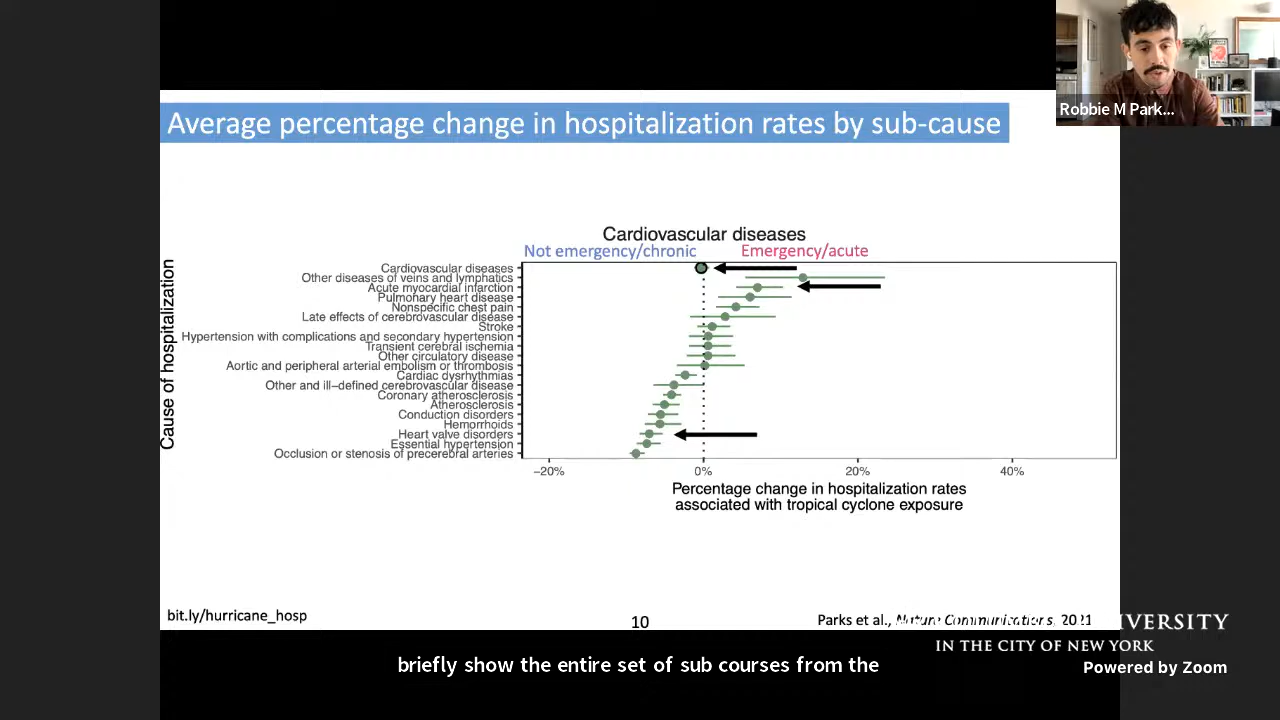 Robbie M Park...
Average percentage change in hospitalization rates by sub-cause
Cardiovascular diseases
Not emergency/chronic
Emergency/acute
Cause of hospitalization
Cardiovascular diseases
Other diseases of veins and lymphatics
Acute myocardial infarction
Pulmonary heart disease
Nonspecific chest pain
Late effects of cerebrovascular disease
Stroke
Hypertension with complications and secondary hypertension
Transient cerebral ischemia
Other circulatory disease
Aortic and peripheral arterial embolism or thrombosis
Cardiac dysrhythmias
Other and ill–defined cerebrovascular disease
Coronary atherosclerosis
Atherosclerosis
Conduction disorders
Hemorrhoids
Heart valve disorders
Essential hypertension
Occlusion or stenosis of precerebral arteries
−20%
0%
20%
40%
Percentage change in hospitalization rates
associated with tropical cyclone exposure
bit.ly/hurricane_hosp
10
Parks et al., Nature Communications, 2021
IVERSITY
IN THE CITY OF NEW YORK
Powered by Zoom
briefly show the entire set of sub courses from the